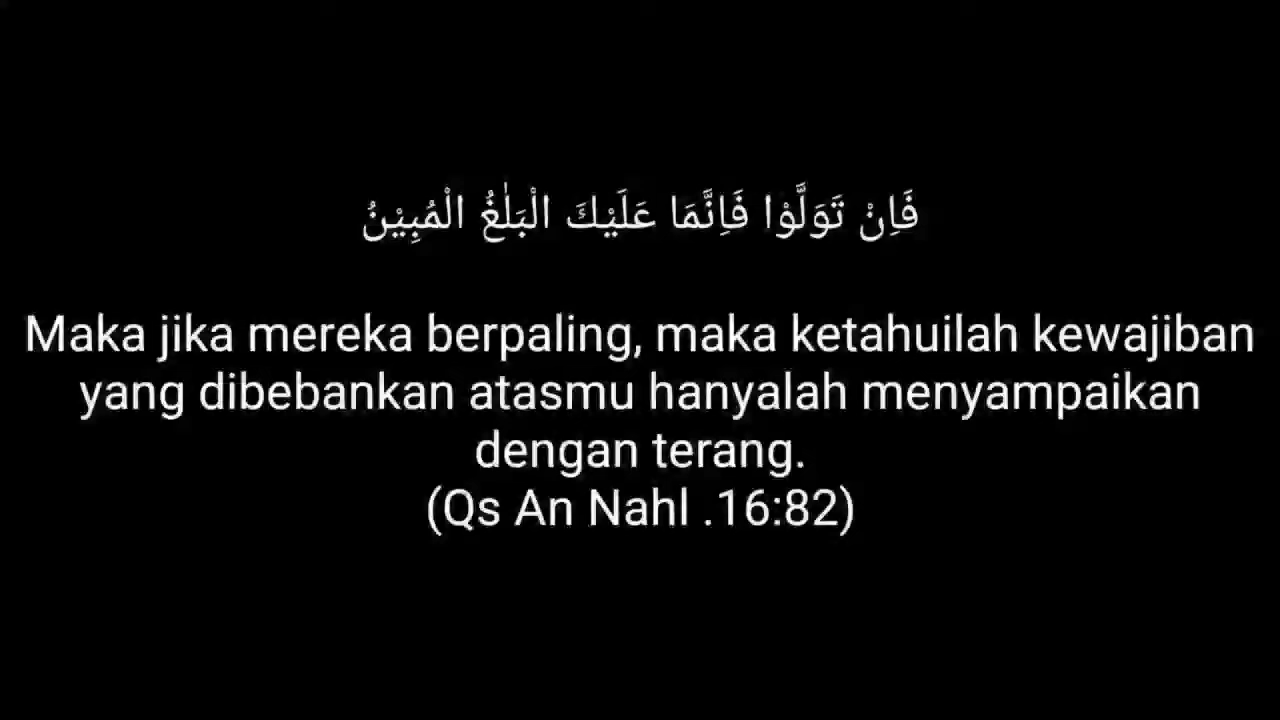 فَاِنْ تَوَلَّوْا فَاِنَّمَا عَلَيْكَ الْبَلٰغُ الْمُبِيْنُ
Maka jika mereka berpaling, maka ketahuilah kewajiban
yang dibebankan atasmu hanyalah menyampaikan
dengan terang.
(Qs An Nahl .16:82)